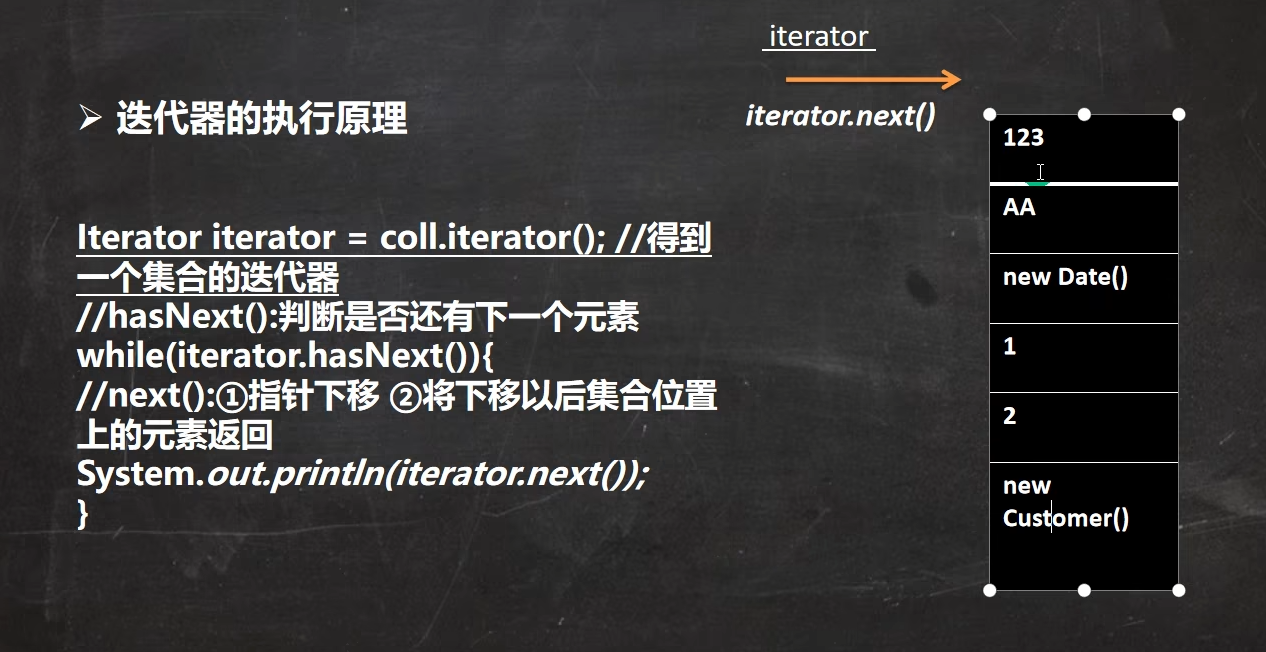 iterator
iterator.next()
➢ 迭代器的执行原理
Iterator iterator = coll.iterator(); //得到
一个集合的迭代器
//hasNext():判断是否还有下一个元素
while(iterator.hasNext()){
//next():①指针下移 ②将下移以后集合位置
上的元素返回
System.out.println(iterator.next());
}
123
AA
new Date()
1
2
new
Customer()